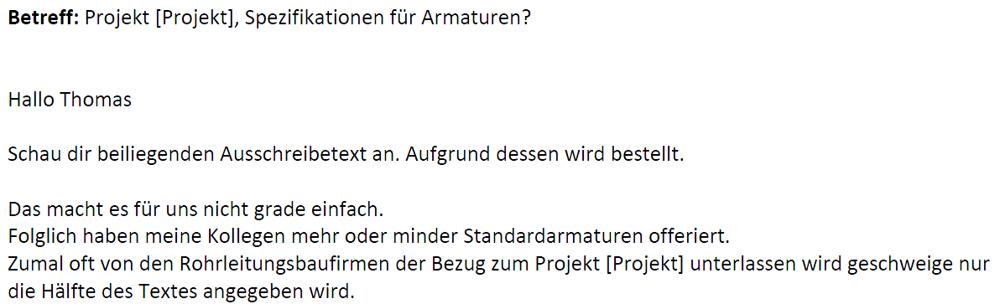 Betreff: Projekt [Projekt], Spezifikationen für Armaturen?
Hallo Thomas
Schau dir beiliegenden Ausschreibetext an. Aufgrund dessen wird bestellt.
Das macht es für uns nicht grade einfach.
Folglich haben meine Kollegen mehr oder minder Standardarmaturen offeriert.
Zumal oft von den Rohrleitungsbaufirmen der Bezug zum Projekt [Projekt] unterlassen wird geschweige nur
die Hälfte des Textes angegeben wird.